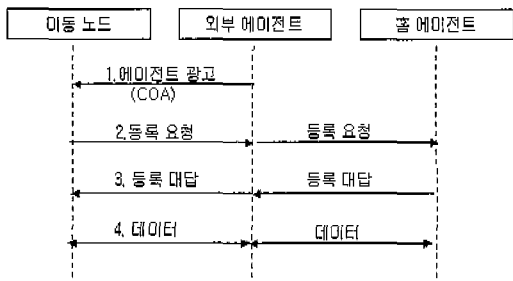 이동 노드 외부 에이전트 홈 에이전트
1.에이전트 광고
(COA)
2.등록 요청 등록 요청
3. 등록 대답 등록 대답
4. 데이터 데이터